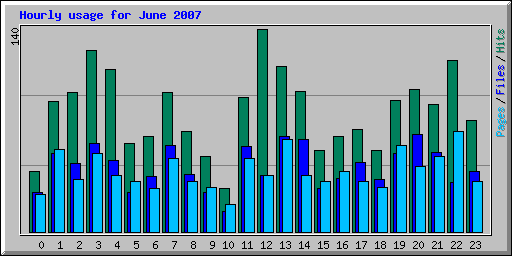 Hourly usage for June 2007
140
Pages / Files / Hits
0 1 2 3 4 5 6 7 8 9 10 11 12 13 14 15 16 17 18 19 20 21 22 23